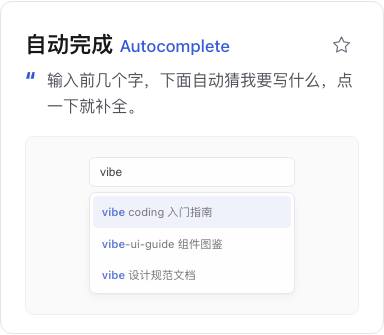 自动完成 Autocomplete
“ 输入前几个字，下面自动猜我要写什么，点
一下就补全。
vibe
vibe coding 入门指南
vibe-ui-guide 组件图鉴
vibe 设计规范文档